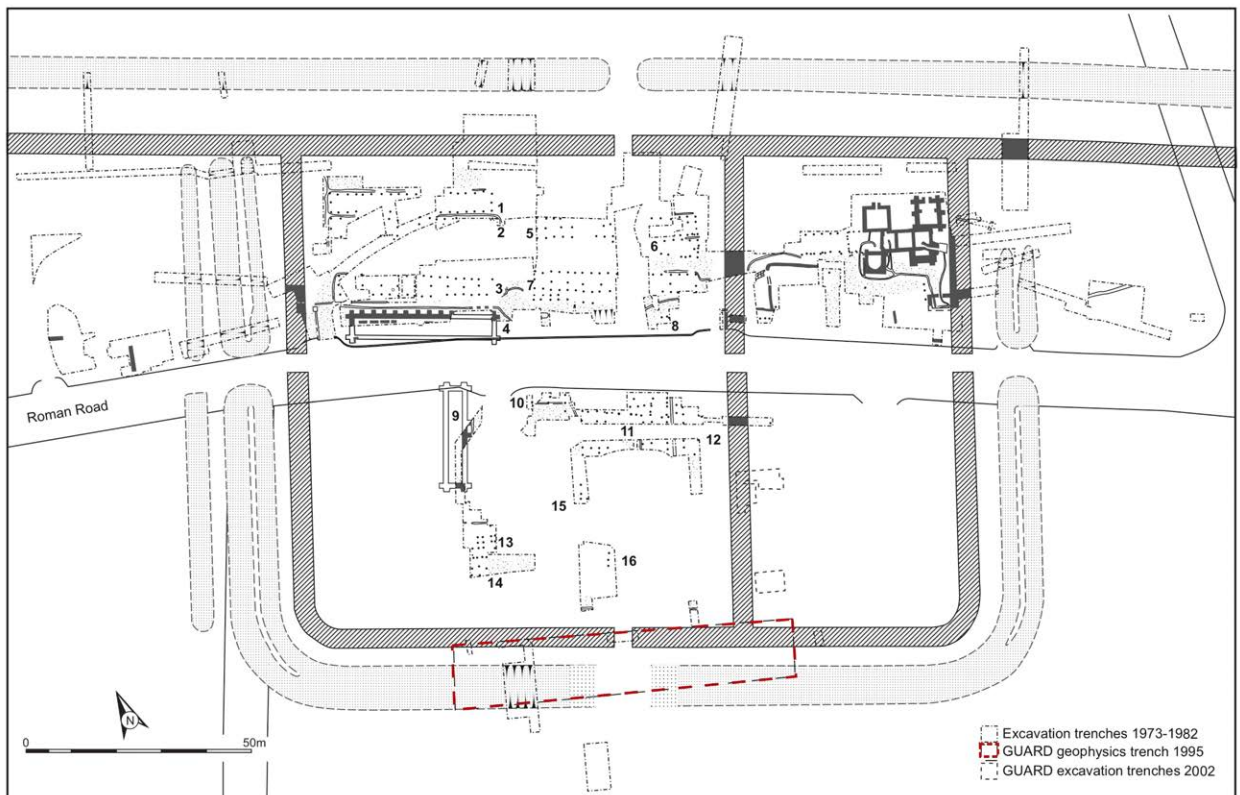 1
2
5
6
3
7
4
8
Roman Road
9
10
11
12
15
13
16
14
N
0
50m
Excavation trenches 1973-1982
GUARD geophysics trench 1995
GUARD excavation trenches 2002